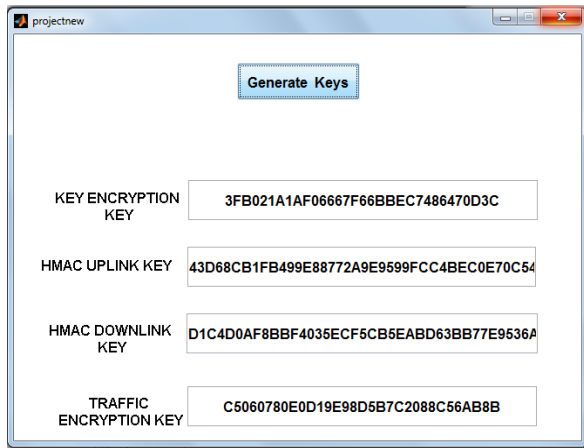 projectnew
Generate Keys
KEY ENCRYPTION
KEY
3FB021A1AF06667F66BBEC7486470D3C
HMAC UPLINK KEY
43D68CB1FB499E88772A9E9599FCC4BEC0E70C54
HMAC DOWNLINK
KEY
D1C4D0AF8BBF4035ECF5CB5EABD63BB77E9536A
TRAFFIC
ENCRYPTION KEY
C5060780E0D19E98D5B7C2088C56AB8B